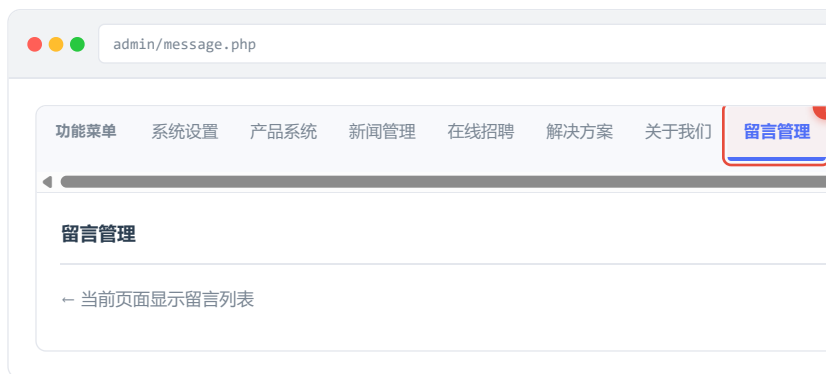 admin/message.php
功能菜单 系统设置 产品系统 新闻管理 在线招聘 解决方案 关于我们 留言管理
留言管理
← 当前页面显示留言列表